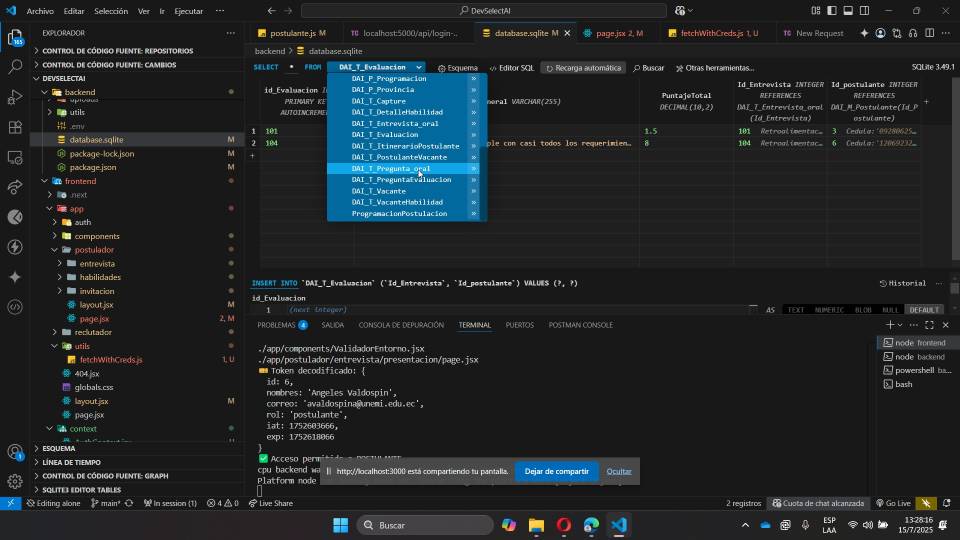 Archivo Editar Selección Ver Ir Ejecutar ···
DevSelectAI
EXPLORADOR
postulante.js M
localhost:5000/api/login-..
database.sqlite M
page.jsx 2, M
fetchWithCreds.js 1, U
New Request
CONTROL DE CÓDIGO FUENTE: REPOSITORIOS
CONTROL DE CÓDIGO FUENTE: CAMBIOS
DEVSELECTAI
backend
uploads
utils
.env
database.sqlite M
package-lock.json M
package.json M
frontend
.next
app
auth
components
postulador
entrevista
habilidades
invitacion
layout.jsx
page.jsx 2, M
reclutador
utils
fetchWithCreds.js 1, U
404.jsx
globals.css
layout.jsx M
page.jsx
context
ESQUEMA
LÍNEA DE TIEMPO
CONTROL DE CÓDIGO FUENTE: GRAPH
SQLITE3 EDITOR TABLES
backend > database.sqlite
SELECT * FROM DAI_T_Evaluacion
Esquema
Editor SQL
Recarga automática
Buscar
Otras herramientas...
SQLite 3.49.1
DAI_P_Programacion »
DAI_P_Provincia »
DAI_T_Capture »
DAI_T_DetalleHabilidad »
DAI_T_Entrevista_oral »
DAI_T_Evaluacion »
DAI_T_ItinerarioPostulante »
DAI_T_PostulanteVacante »
DAI_T_Pregunta_oral »
DAI_T_PreguntaEvaluacion »
DAI_T_Vacante »
DAI_T_VacanteHabilidad »
ProgramacionPostulacion »
id_Evaluacion I
PRIMARY KE
AUTOINCREME
neral VARCHAR(255)
PuntajeTotal
DECIMAL(10,2)
Id_Entrevista INTEGER
REFERENCES
DAI_T_Entrevista_oral
(Id_Entrevista)
Id_postulante INTEGER
REFERENCES
DAI_M_Postulante(Id_P
ostulante)
1 101 1.5 101 Retroalimentac… 3 Cedula:'09280625…
2 104 ple con casi todos los requerimien… 8 104 Retroalimentac… 6 Cedula:'12069232…
INSERT INTO `DAI_T_Evaluacion` (`Id_Entrevista`, `Id_postulante`) VALUES (?, ?)
Historial ···
id_Evaluacion
1 (next integer)
AS TEXT NUMERIC BLOB NULL DEFAULT
PROBLEMAS 4 SALIDA CONSOLA DE DEPURACIÓN TERMINAL PUERTOS POSTMAN CONSOLE
./app/components/ValidadorEntorno.jsx
./app/postulador/entrevista/presentacion/page.jsx
Token decodificado: {
id: 6,
nombres: 'Angeles Valdospin',
correo: 'avaldospina@unemi.edu.ec',
rol: 'postulante',
iat: 1752603666,
exp: 1752618066
}
✅ Acceso permitido a POSTULANTE
cpu backend wa
Platform node
node frontend
node backend
powershell ba...
bash
http://localhost:3000 está compartiendo tu pantalla.
Dejar de compartir
Ocultar
Editing alone
main*
In session (1)
4 0
Live Share
2 registros
Cuota de chat alcanzada
Go Live
Buscar
ESP
LAA
13:28:16
15/7/2025